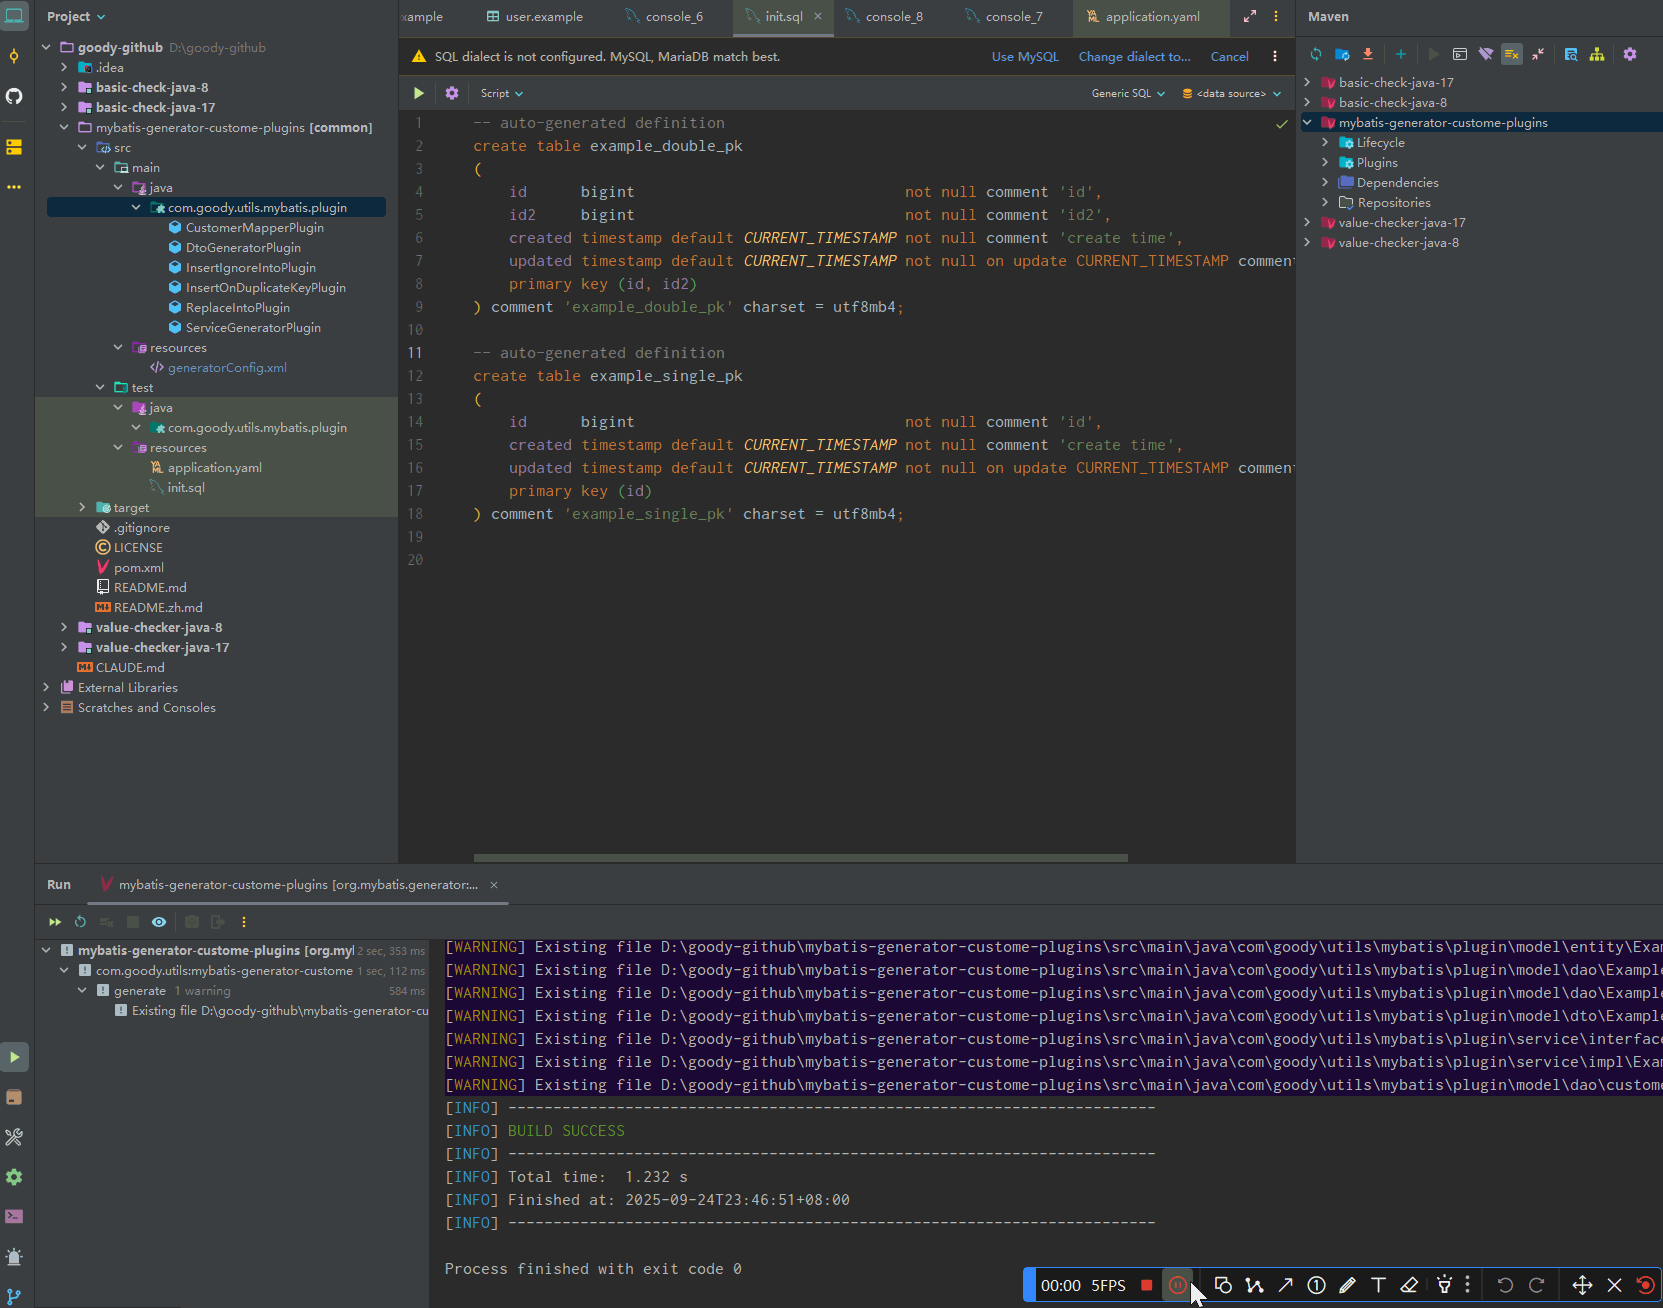 Project
goody-github D:\goody-github
.idea
basic-check-java-8
basic-check-java-17
mybatis-generator-custome-plugins [common]
src
main
java
com.goody.utils.mybatis.plugin
CustomerMapperPlugin
DtoGeneratorPlugin
InsertIgnoreIntoPlugin
InsertOnDuplicateKeyPlugin
ReplaceIntoPlugin
ServiceGeneratorPlugin
resources
generatorConfig.xml
test
java
com.goody.utils.mybatis.plugin
resources
application.yaml
init.sql
target
.gitignore
LICENSE
pom.xml
README.md
README.zh.md
value-checker-java-8
value-checker-java-17
CLAUDE.md
External Libraries
Scratches and Consoles
xample user.example console_6 init.sql console_8 console_7 application.yaml
SQL dialect is not configured. MySQL, MariaDB match best. Use MySQL Change dialect to... Cancel
Script Generic SQL <data source>
1 -- auto-generated definition
2 create table example_double_pk
3 (
4 id bigint not null comment 'id',
5 id2 bigint not null comment 'id2',
6 created timestamp default CURRENT_TIMESTAMP not null comment 'create time',
7 updated timestamp default CURRENT_TIMESTAMP not null on update CURRENT_TIMESTAMP commen
8 primary key (id, id2)
9 ) comment 'example_double_pk' charset = utf8mb4;
10
11 -- auto-generated definition
12 create table example_single_pk
13 (
14 id bigint not null comment 'id',
15 created timestamp default CURRENT_TIMESTAMP not null comment 'create time',
16 updated timestamp default CURRENT_TIMESTAMP not null on update CURRENT_TIMESTAMP commen
17 primary key (id)
18 ) comment 'example_single_pk' charset = utf8mb4;
19
20
Maven
basic-check-java-17
basic-check-java-8
mybatis-generator-custome-plugins
Lifecycle
Plugins
Dependencies
Repositories
value-checker-java-17
value-checker-java-8
Run mybatis-generator-custome-plugins [org.mybatis.generator:...
mybatis-generator-custome-plugins [org.myl 2 sec, 353 ms
com.goody.utils:mybatis-generator-custome 1 sec, 112 ms
generate 1 warning 584 ms
Existing file D:\goody-github\mybatis-generator-cu
[WARNING] Existing file D:\goody-github\mybatis-generator-custome-plugins\src\main\java\com\goody\utils\mybatis\plugin\model\entity\Exam
[WARNING] Existing file D:\goody-github\mybatis-generator-custome-plugins\src\main\java\com\goody\utils\mybatis\plugin\model\dao\Example
[WARNING] Existing file D:\goody-github\mybatis-generator-custome-plugins\src\main\java\com\goody\utils\mybatis\plugin\model\dao\Example
[WARNING] Existing file D:\goody-github\mybatis-generator-custome-plugins\src\main\java\com\goody\utils\mybatis\plugin\model\dto\Example
[WARNING] Existing file D:\goody-github\mybatis-generator-custome-plugins\src\main\java\com\goody\utils\mybatis\plugin\service\interface
[WARNING] Existing file D:\goody-github\mybatis-generator-custome-plugins\src\main\java\com\goody\utils\mybatis\plugin\service\impl\Exam
[WARNING] Existing file D:\goody-github\mybatis-generator-custome-plugins\src\main\java\com\goody\utils\mybatis\plugin\model\dao\custome
[INFO] ------------------------------------------------------------------------
[INFO] BUILD SUCCESS
[INFO] ------------------------------------------------------------------------
[INFO] Total time:  1.232 s
[INFO] Finished at: 2025-09-24T23:46:51+08:00
[INFO] ------------------------------------------------------------------------
Process finished with exit code 0
00:00 5FPS